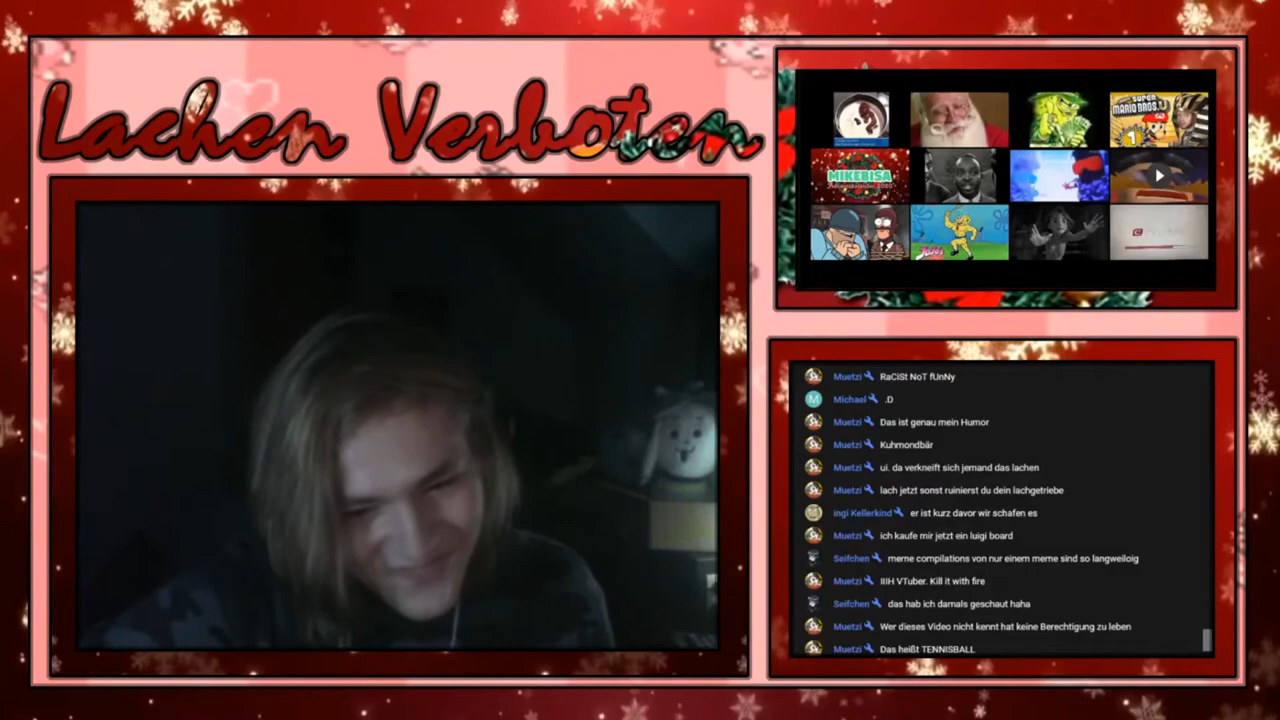 Lachen Verboten
SUPER
MARIO BROS.U
1
MIKEBISA
Muetzi RaCiSt NoT fUnNy
Michael .D
Muetzi Das ist genau mein Humor
Muetzi Kuhmondbär
Muetzi ui. da verkneift sich jemand das lachen
Muetzi lach jetzt sonst ruinierst du dein lachgetriebe
ingi Kellerkind er ist kurz davor wir schafen es
Muetzi ich kaufe mir jetzt ein luigi board
Seifchen meme compilations von nur einem meme sind so langweiloig
Muetzi IIIH VTuber. Kill it with fire
Seifchen das hab ich damals geschaut haha
Muetzi Wer dieses Video nicht kennt hat keine Berechtigung zu leben
Muetzi Das heißt TENNISBALL